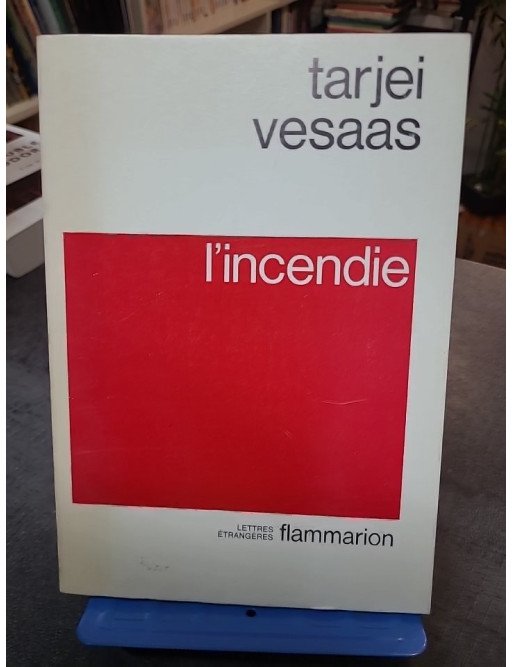 tarjei
vesaas
l'incendie
LETTRES
ÉTRANGÈRES flammarion